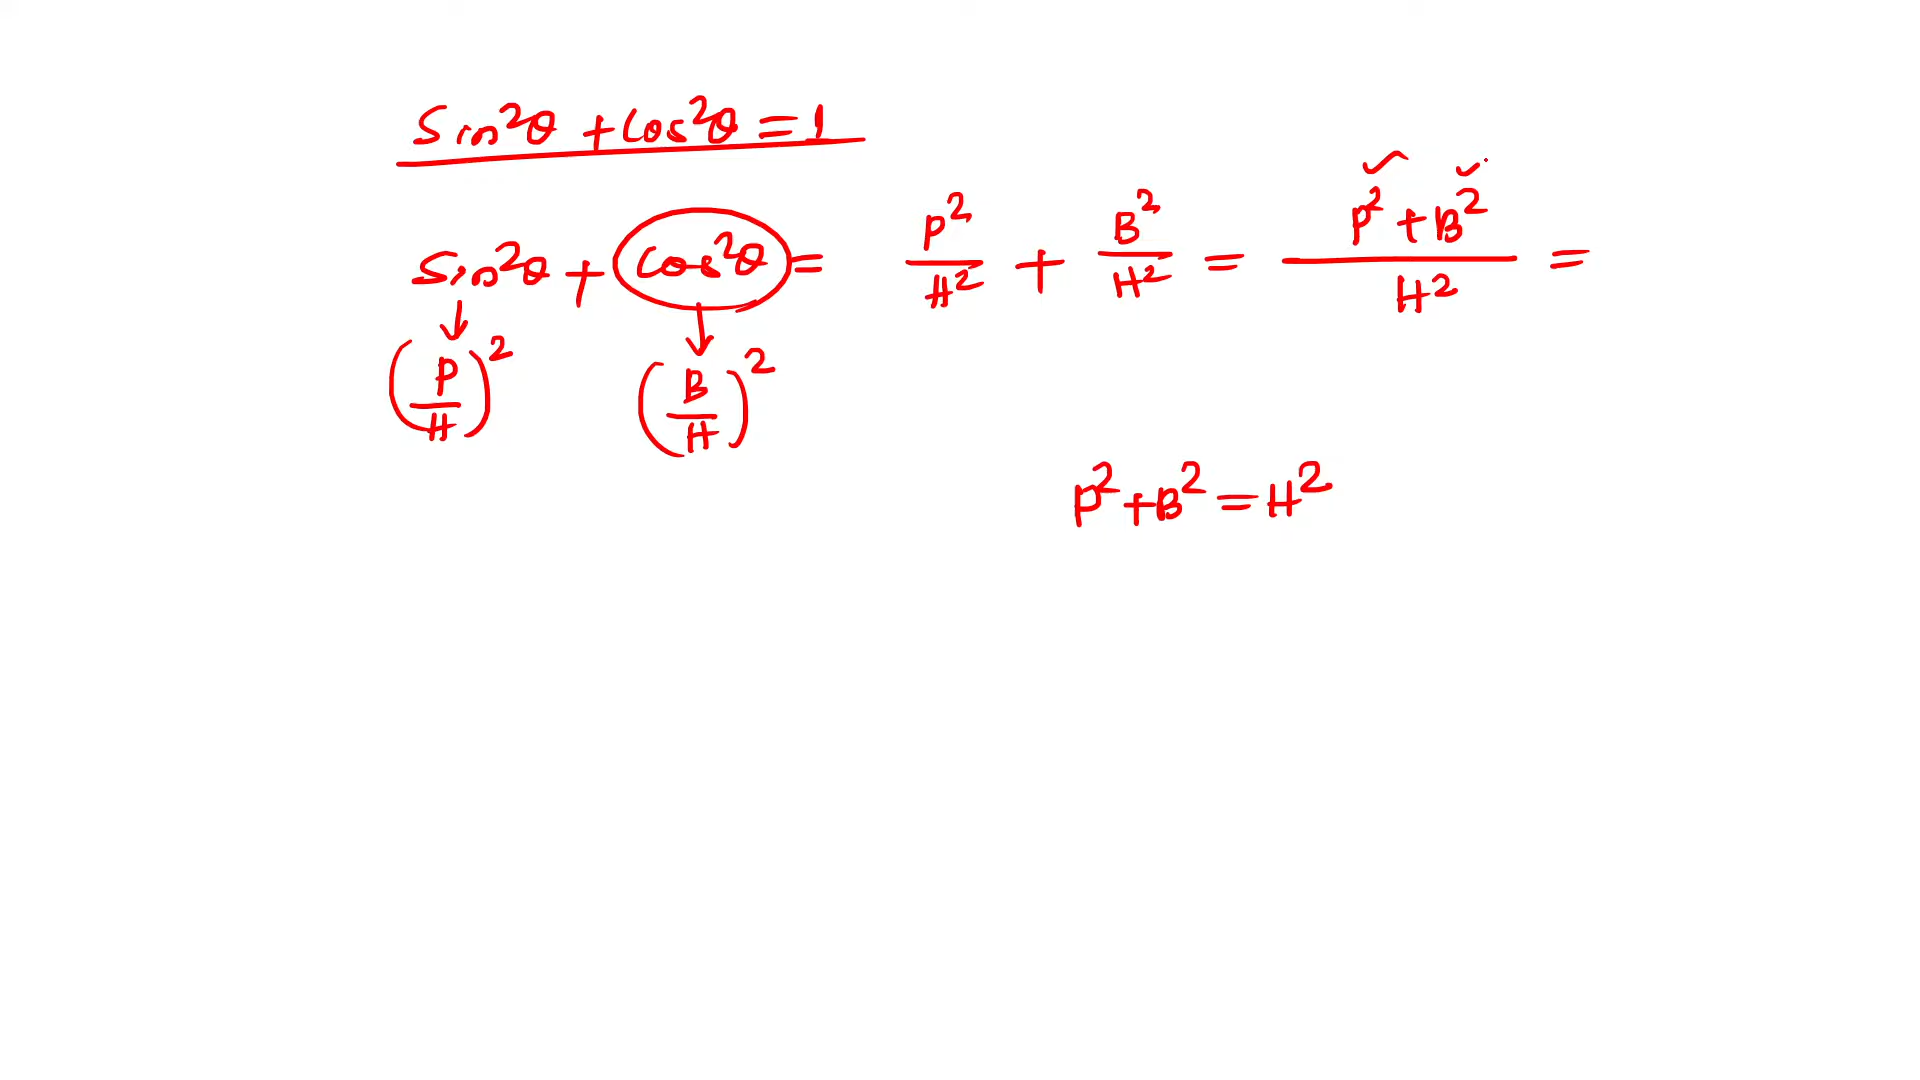 Sin²θ + Cos²θ = 1
Sin²θ + Cos²θ = P²/H² + B²/H² = P² + B²/H² =
(P/H)² (B/H)²
P² + B² = H²